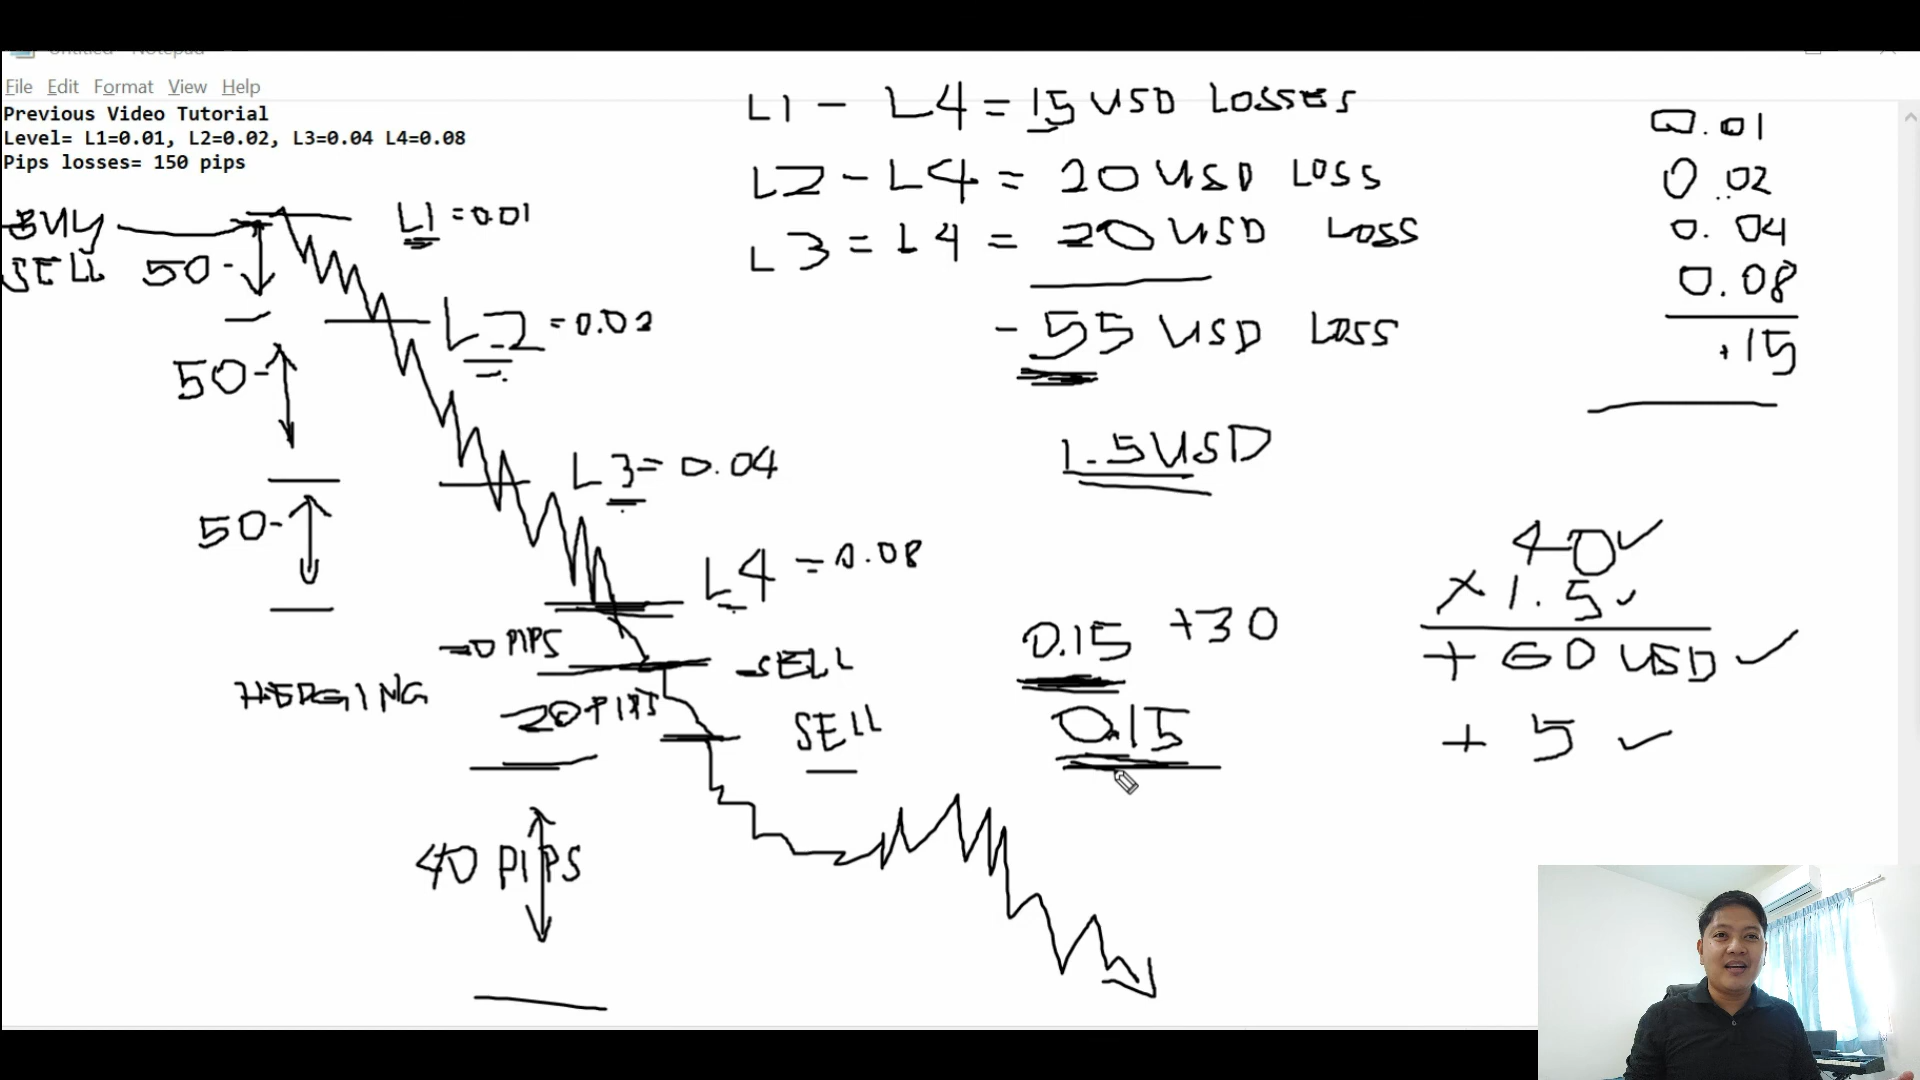 Untitled - Notepad
File Edit Format View Help
Previous Video Tutorial
Level= L1=0.01, L2=0.02, L3=0.04 L4=0.08
Pips losses= 150 pips
L1 - L4 = 15 USD LOSSES
L2 - L4 = 20 USD LOSS
L3 = L4 = 20 USD LOSS
- 55 USD LOSS
1.5 USD
0.01
0.02
0.04
0.08
.15
BUY
SELL
50-
L1 = 0.01
50-
L2 = 0.02
50-
L3 = 0.04
L4 = 0.08
PIPS
HEDGING
-SELL
20 PIPS
SELL
0.15 +30
0.15
40
× 1.5
+ 60 USD
+ 5
40 PIPS